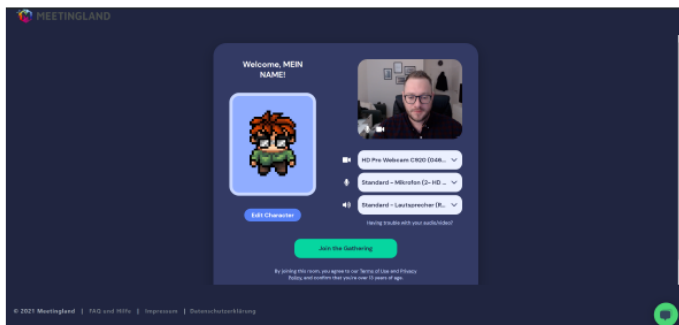 MEETINGLAND
Welcome, MEIN
NAME!
HD Pro Webcam C920 (046...
Standard - Mikrofon (3- HD ...
Standard - Lautsprecher (R...
Edit Character
Having trouble with your audio/video?
Join the Gathering
By joining this room, you agree to our Terms of Use and Privacy
Policy, and confirm that you're over 13 years of age.
© 2021 Meetingland | FAQ und Hilfe | Impressum | Datenschutzerklärung